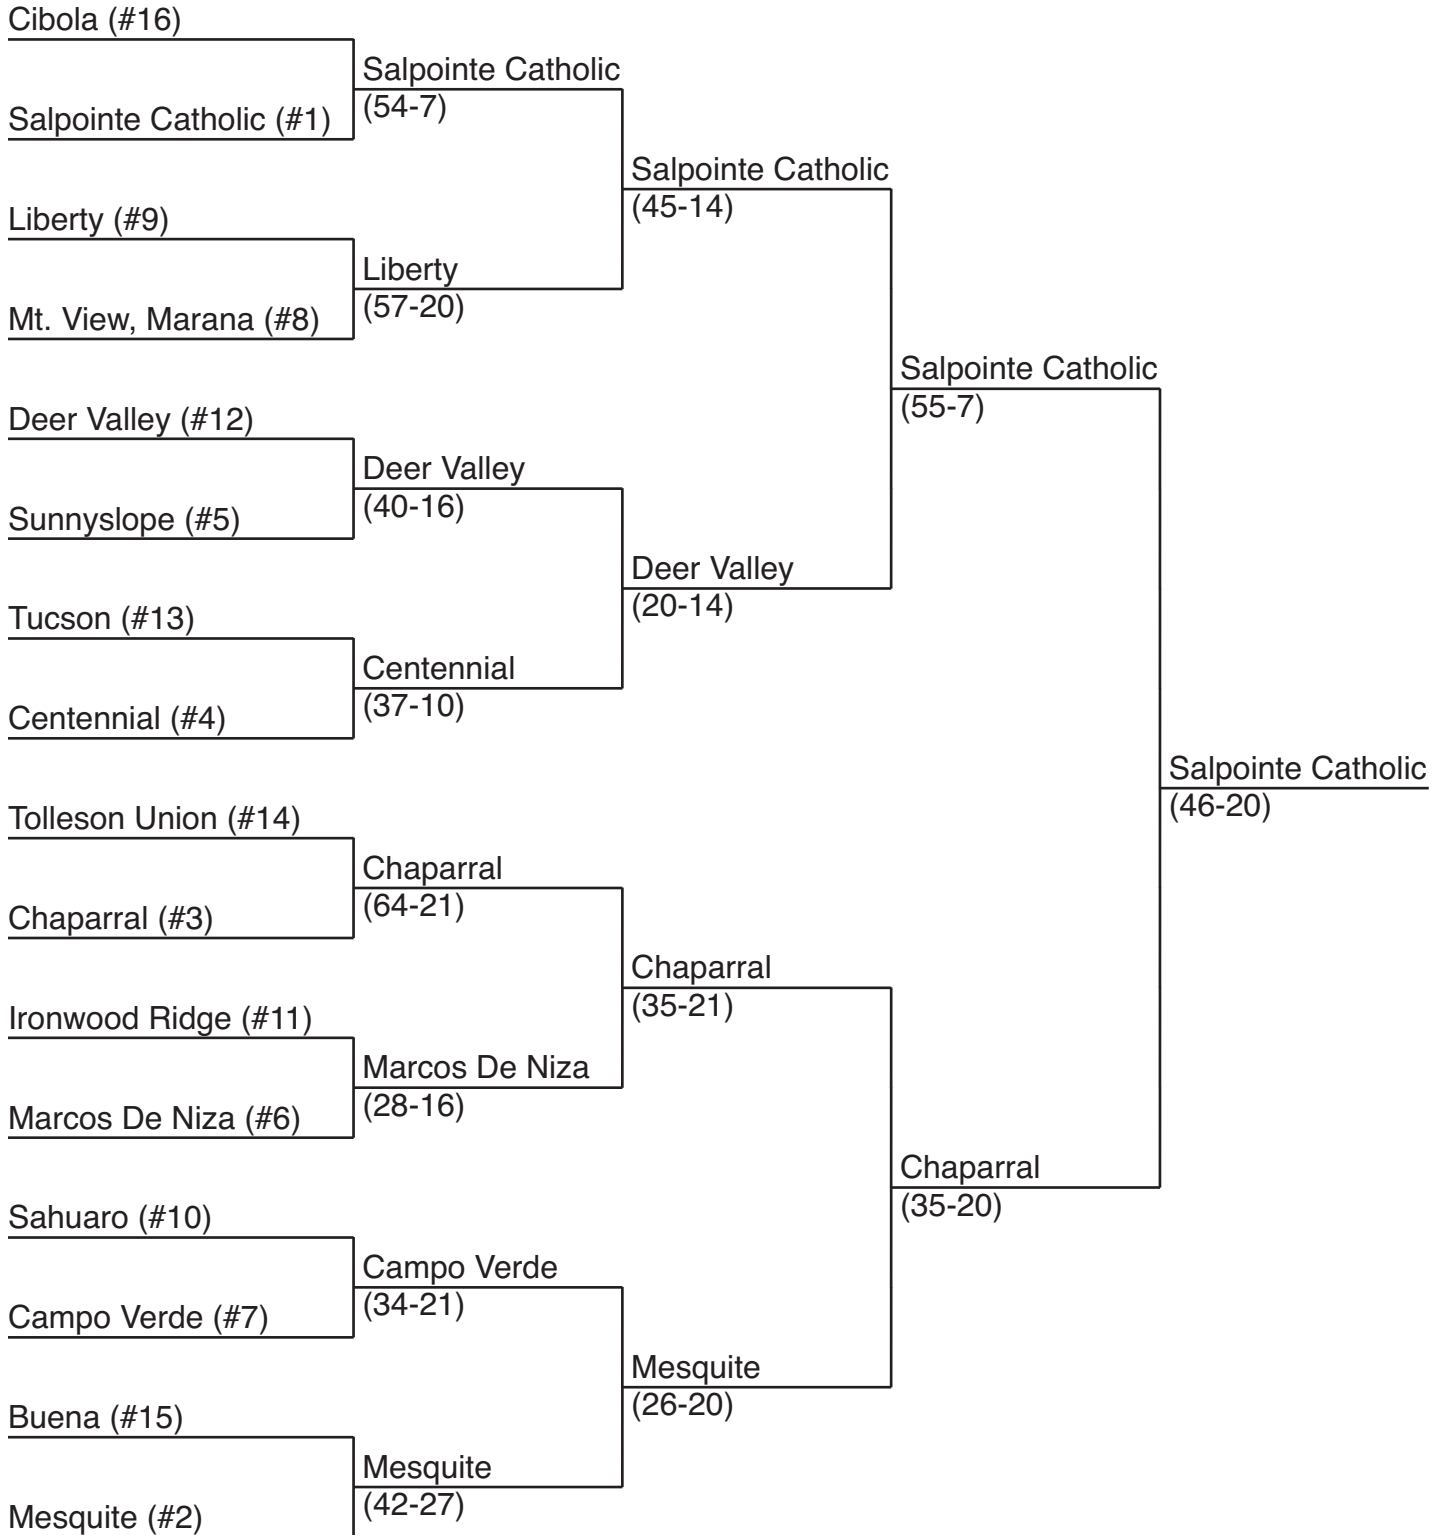 Cibola (#16)
Salpointe Catholic
(54-7)
Salpointe Catholic (#1)
Salpointe Catholic
(45-14)
Liberty (#9)
Liberty
(57-20)
Mt. View, Marana (#8)
Salpointe Catholic
(55-7)
Deer Valley (#12)
Deer Valley
(40-16)
Sunnyslope (#5)
Deer Valley
(20-14)
Tucson (#13)
Centennial
(37-10)
Centennial (#4)
Salpointe Catholic
(46-20)
Tolleson Union (#14)
Chaparral
(64-21)
Chaparral (#3)
Chaparral
(35-21)
Ironwood Ridge (#11)
Marcos De Niza
(28-16)
Marcos De Niza (#6)
Chaparral
(35-20)
Sahuaro (#10)
Campo Verde
(34-21)
Campo Verde (#7)
Mesquite
(26-20)
Buena (#15)
Mesquite
(42-27)
Mesquite (#2)